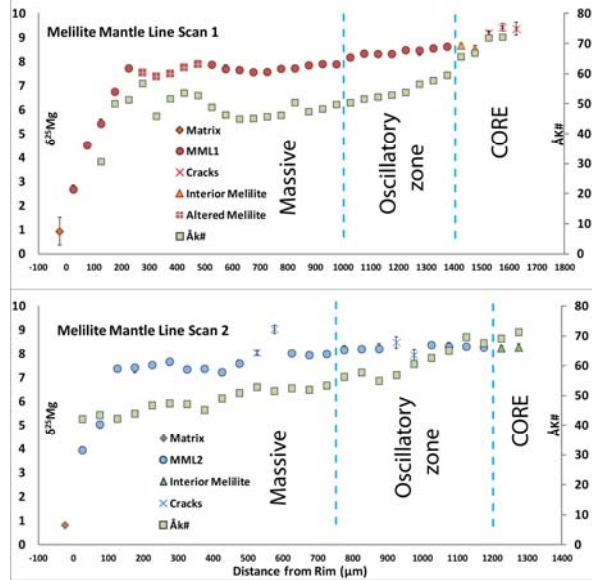 Melilite Mantle Line Scan 1
10
9
8
7
6
5
4
3
2
1
0
δ²⁵Mg
80
70
60
50
40
30
20
10
0
ÅK#
Matrix
MML1
Cracks
Interior Melilite
Altered Melilite
Åk#
Massive
Oscillatory
zone
CORE
-100 0 100 200 300 400 500 600 700 800 900 1000 1100 1200 1300 1400 1500 1600 1700 1800
Melilite Mantle Line Scan 2
10
9
8
7
6
5
4
3
2
1
0
δ²⁵Mg
80
70
60
50
40
30
20
10
0
ÅK#
Matrix
MML2
Interior Melilite
Cracks
Åk#
Massive
Oscillatory
zone
CORE
-100 0 100 200 300 400 500 600 700 800 900 1000 1100 1200 1300 1400
Distance from Rim (µm)